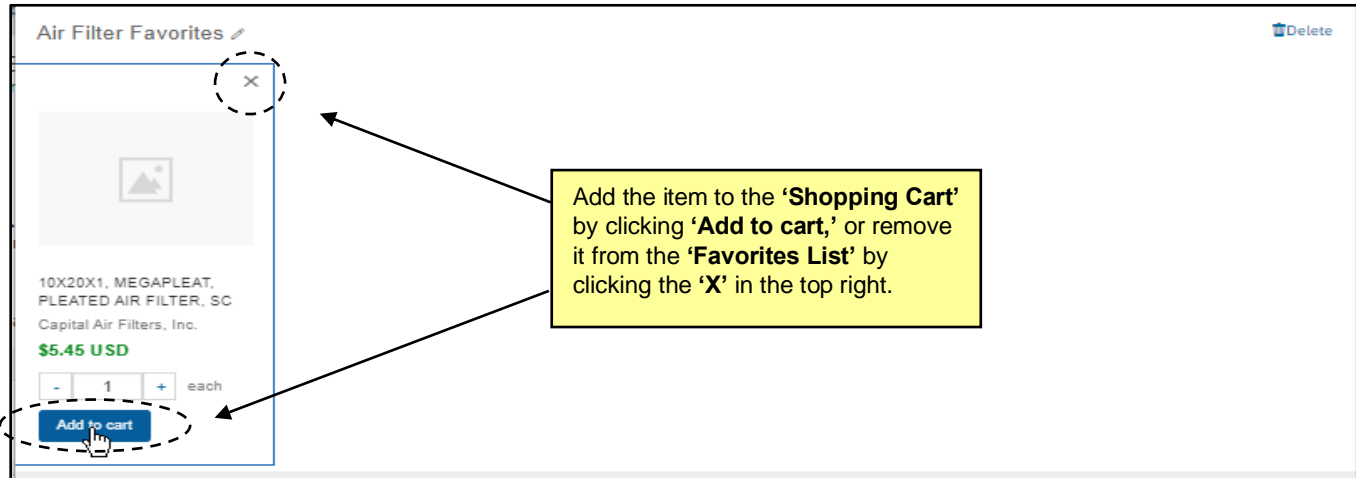 Air Filter Favorites
Delete
Add the item to the ‘Shopping Cart’
by clicking ‘Add to cart,’ or remove
it from the ‘Favorites List’ by
clicking the ‘X’ in the top right.
10X20X1, MEGAPLEAT,
PLEATED AIR FILTER, SC
Capital Air Filters, Inc.
$5.45 USD
- 1 + each
Add to cart